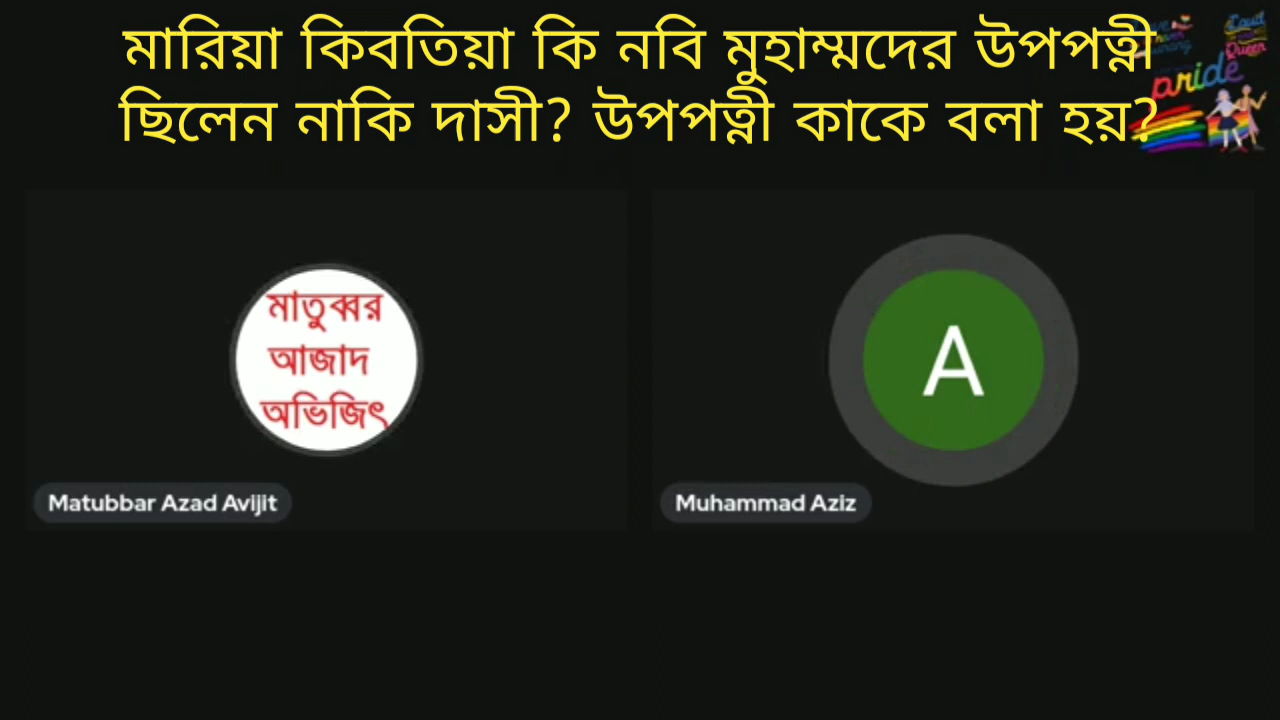 মারিয়া কিবতিয়া কি নবি মুহাম্মদের উপপত্নী
ছিলেন নাকি দাসী? উপপত্নী কাকে বলা হয়?
pride
মাতুব্বর
আজাদ
অভিজিৎ
A
Matubbar Azad Avijit
Muhammad Aziz